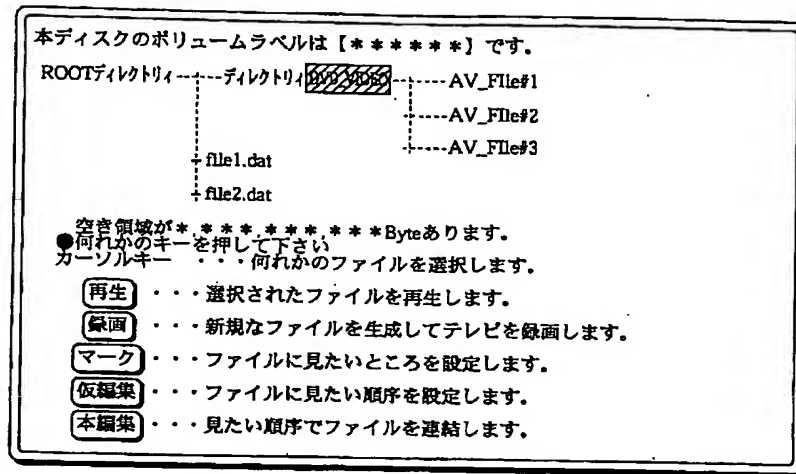 本ディスクのボリュームラベルは【******】です。
ROOTディレクトリィ ディレクトリィ DVD_VIDEO AV_FIle#1
AV_FIle#2
AV_FIle#3
file1.dat
file2.dat
空き領域が*,***,***,***Byteあります。
●何れかのキーを押して下さい
カーソルキー ・・・何れかのファイルを選択します。
再生 ・・・選択されたファイルを再生します。
録画 ・・・新規なファイルを生成してテレビを録画します。
マーク ・・・ファイルに見たいところを設定します。
仮編集 ・・・ファイルに見たい順序を設定します。
本編集 ・・・見たい順序でファイルを連結します。